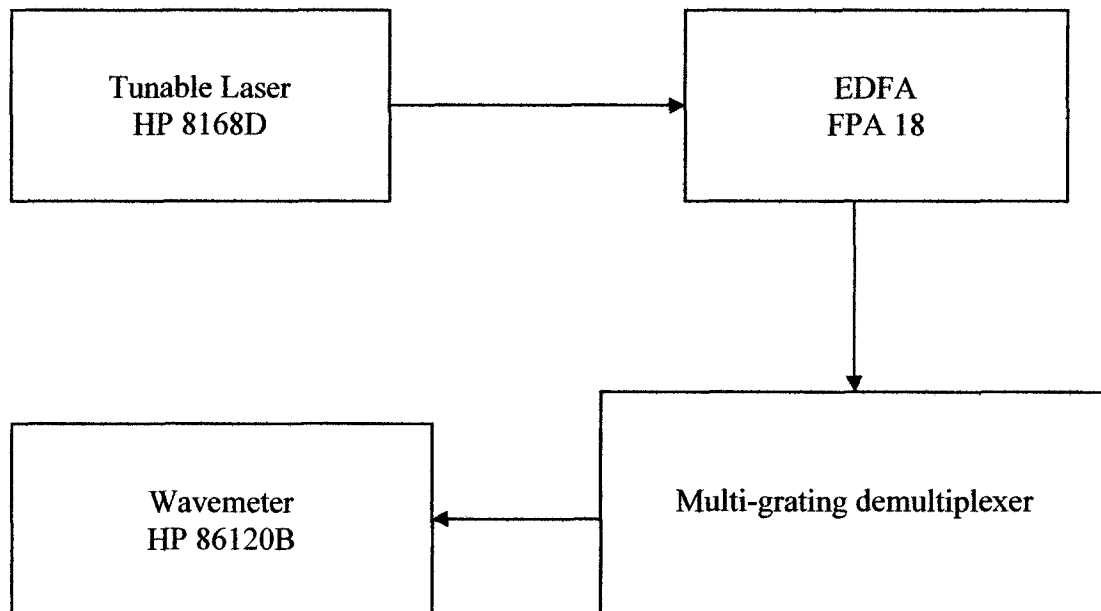 Tunable Laser
HP 8168D
EDFA
FPA 18
Wavemeter
HP 86120B
Multi-grating demultiplexer